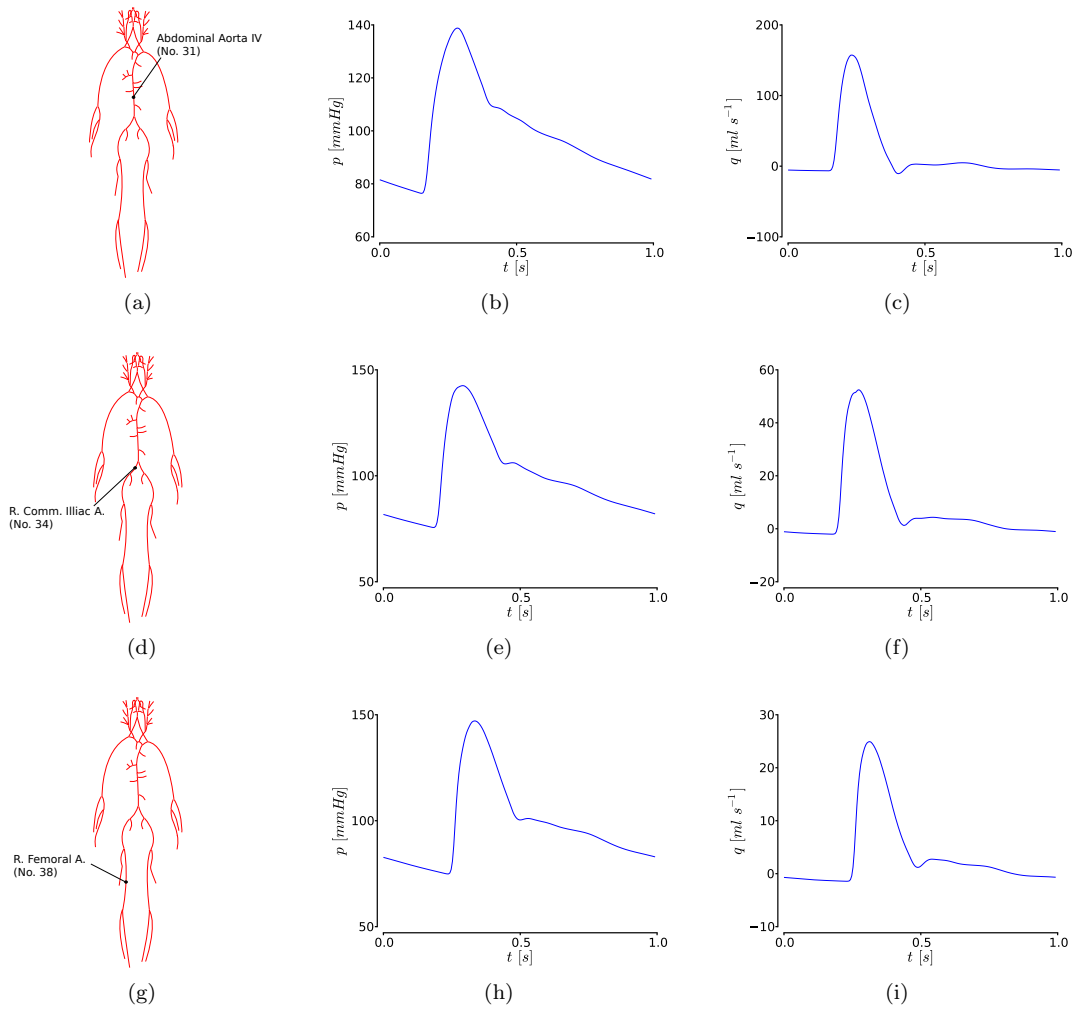 Abdominal Aorta IV
(No. 31)
140
120
100
80
60
p [mmHg]
0.0
0.5
1.0
t [s]
200
100
0
−100
q [ml s−1]
0.0
0.5
1.0
t [s]
(a)
(b)
(c)
R. Comm. Illiac A.
(No. 34)
150
100
50
p [mmHg]
0.0
0.5
1.0
t [s]
60
40
20
0
−20
q [ml s−1]
0.0
0.5
1.0
t [s]
(d)
(e)
(f)
R. Femoral A.
(No. 38)
150
100
50
p [mmHg]
0.0
0.5
1.0
t [s]
30
20
10
0
−10
q [ml s−1]
0.0
0.5
1.0
t [s]
(g)
(h)
(i)